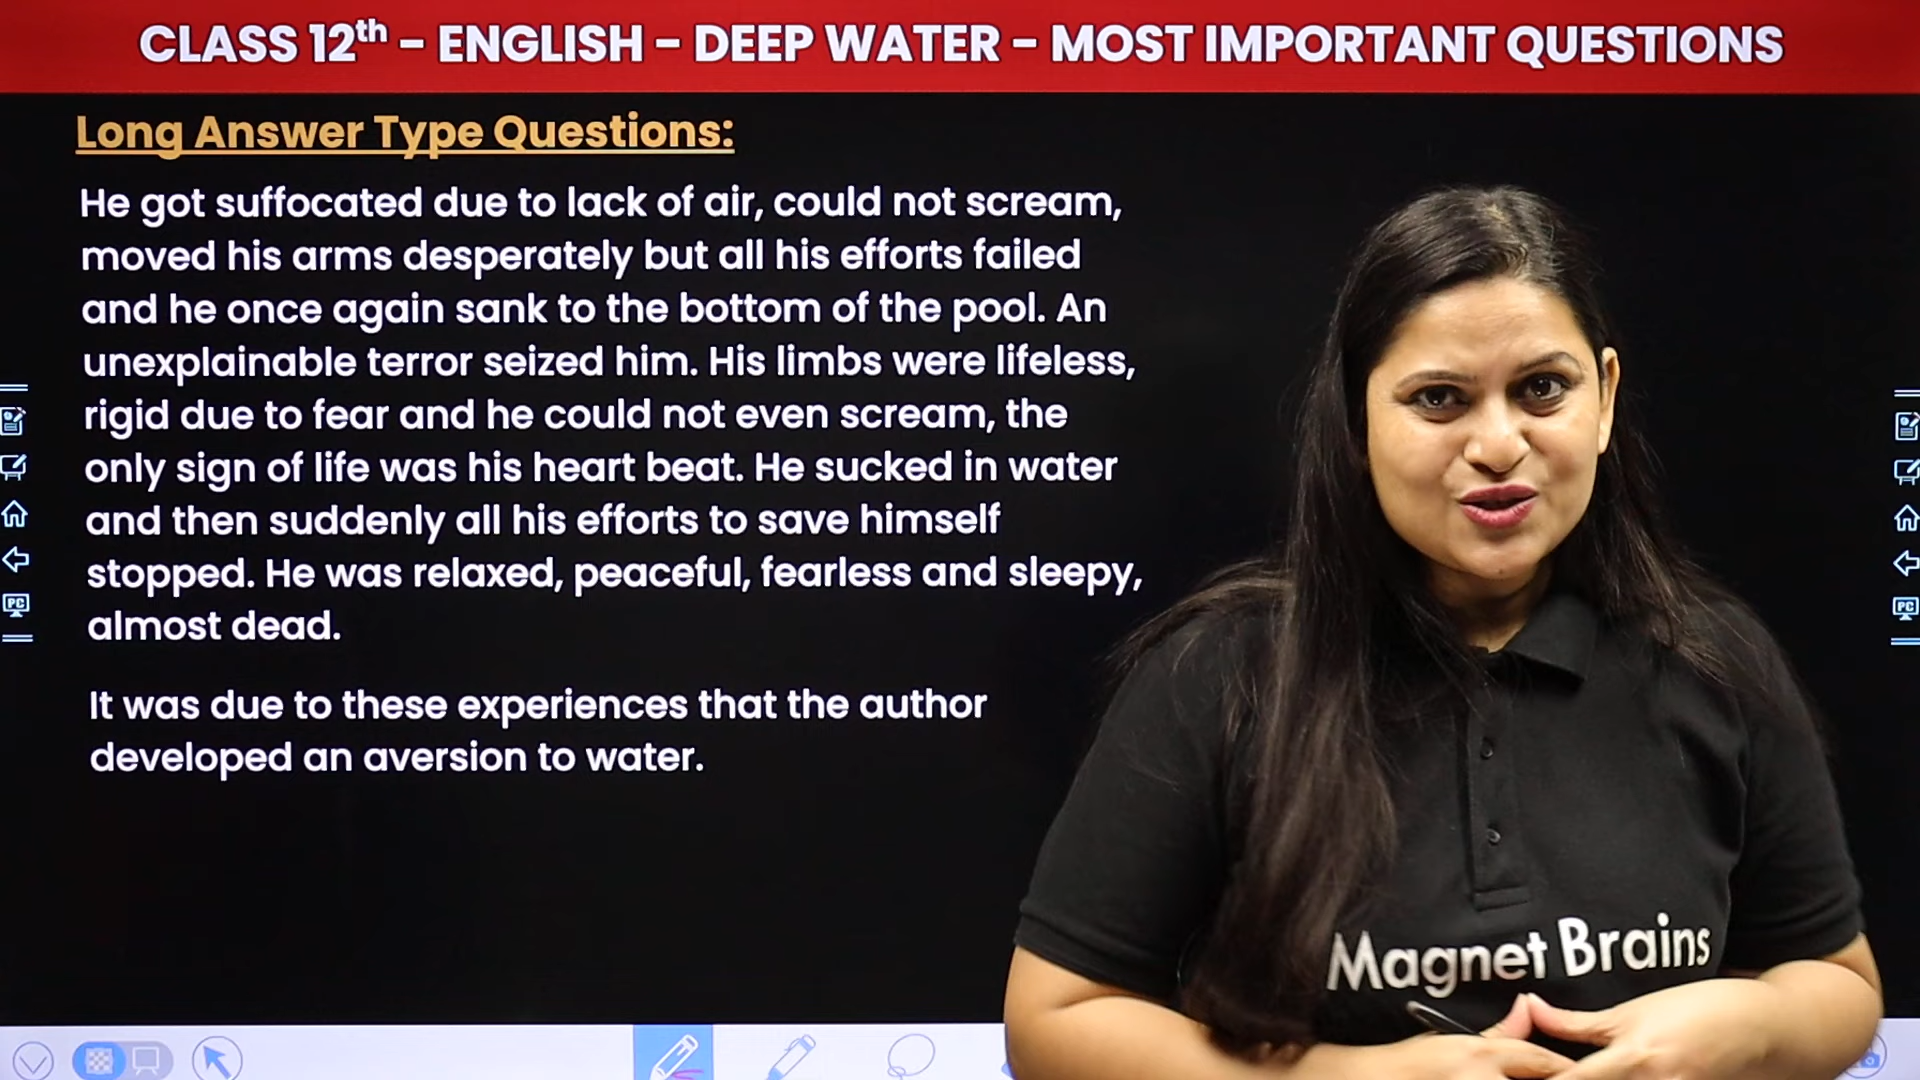 CLASS 12th – ENGLISH – DEEP WATER – MOST IMPORTANT QUESTIONS
Long Answer Type Questions:
He got suffocated due to lack of air, could not scream,
moved his arms desperately but all his efforts failed
and he once again sank to the bottom of the pool. An
unexplainable terror seized him. His limbs were lifeless,
rigid due to fear and he could not even scream, the
only sign of life was his heart beat. He sucked in water
and then suddenly all his efforts to save himself
stopped. He was relaxed, peaceful, fearless and sleepy,
almost dead.
It was due to these experiences that the author
developed an aversion to water.
PC
PC
Magnet Brains